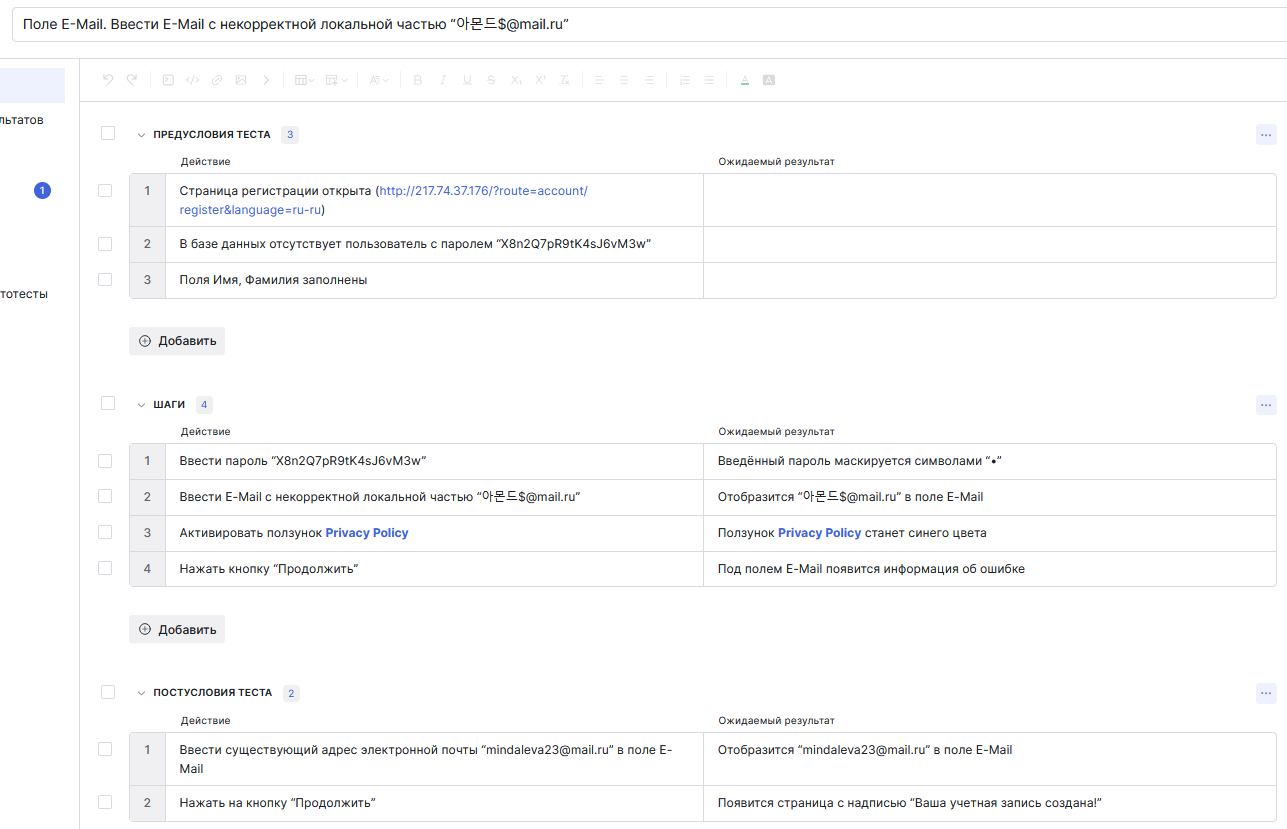 Поле E-Mail. Ввести E-Mail с некорректной локальной частью “아몬드$@mail.ru”
льтатов
1
тотесты
ПРЕДУСЛОВИЯ ТЕСТА 3
Действие Ожидаемый результат
1 Страница регистрации открыта (http://217.74.37.176/?route=account/
register&language=ru-ru)
2 В базе данных отсутствует пользователь с паролем “X8n2Q7pR9tK4sJ6vM3w”
3 Поля Имя, Фамилия заполнены
Добавить
ШАГИ 4
Действие Ожидаемый результат
1 Ввести пароль “X8n2Q7pR9tK4sJ6vM3w” Введённый пароль маскируется символами “•”
2 Ввести E-Mail с некорректной локальной частью “아몬드$@mail.ru” Отобразится “아몬드$@mail.ru” в поле E-Mail
3 Активировать ползунок Privacy Policy Ползунок Privacy Policy станет синего цвета
4 Нажать кнопку “Продолжить” Под полем E-Mail появится информация об ошибке
Добавить
ПОСТУСЛОВИЯ ТЕСТА 2
Действие Ожидаемый результат
1 Ввести существующий адрес электронной почты “mindaleva23@mail.ru” в поле E- Отобразится “mindaleva23@mail.ru” в поле E-Mail
Mail
2 Нажать на кнопку “Продолжить” Появится страница с надписью “Ваша учетная запись создана!”